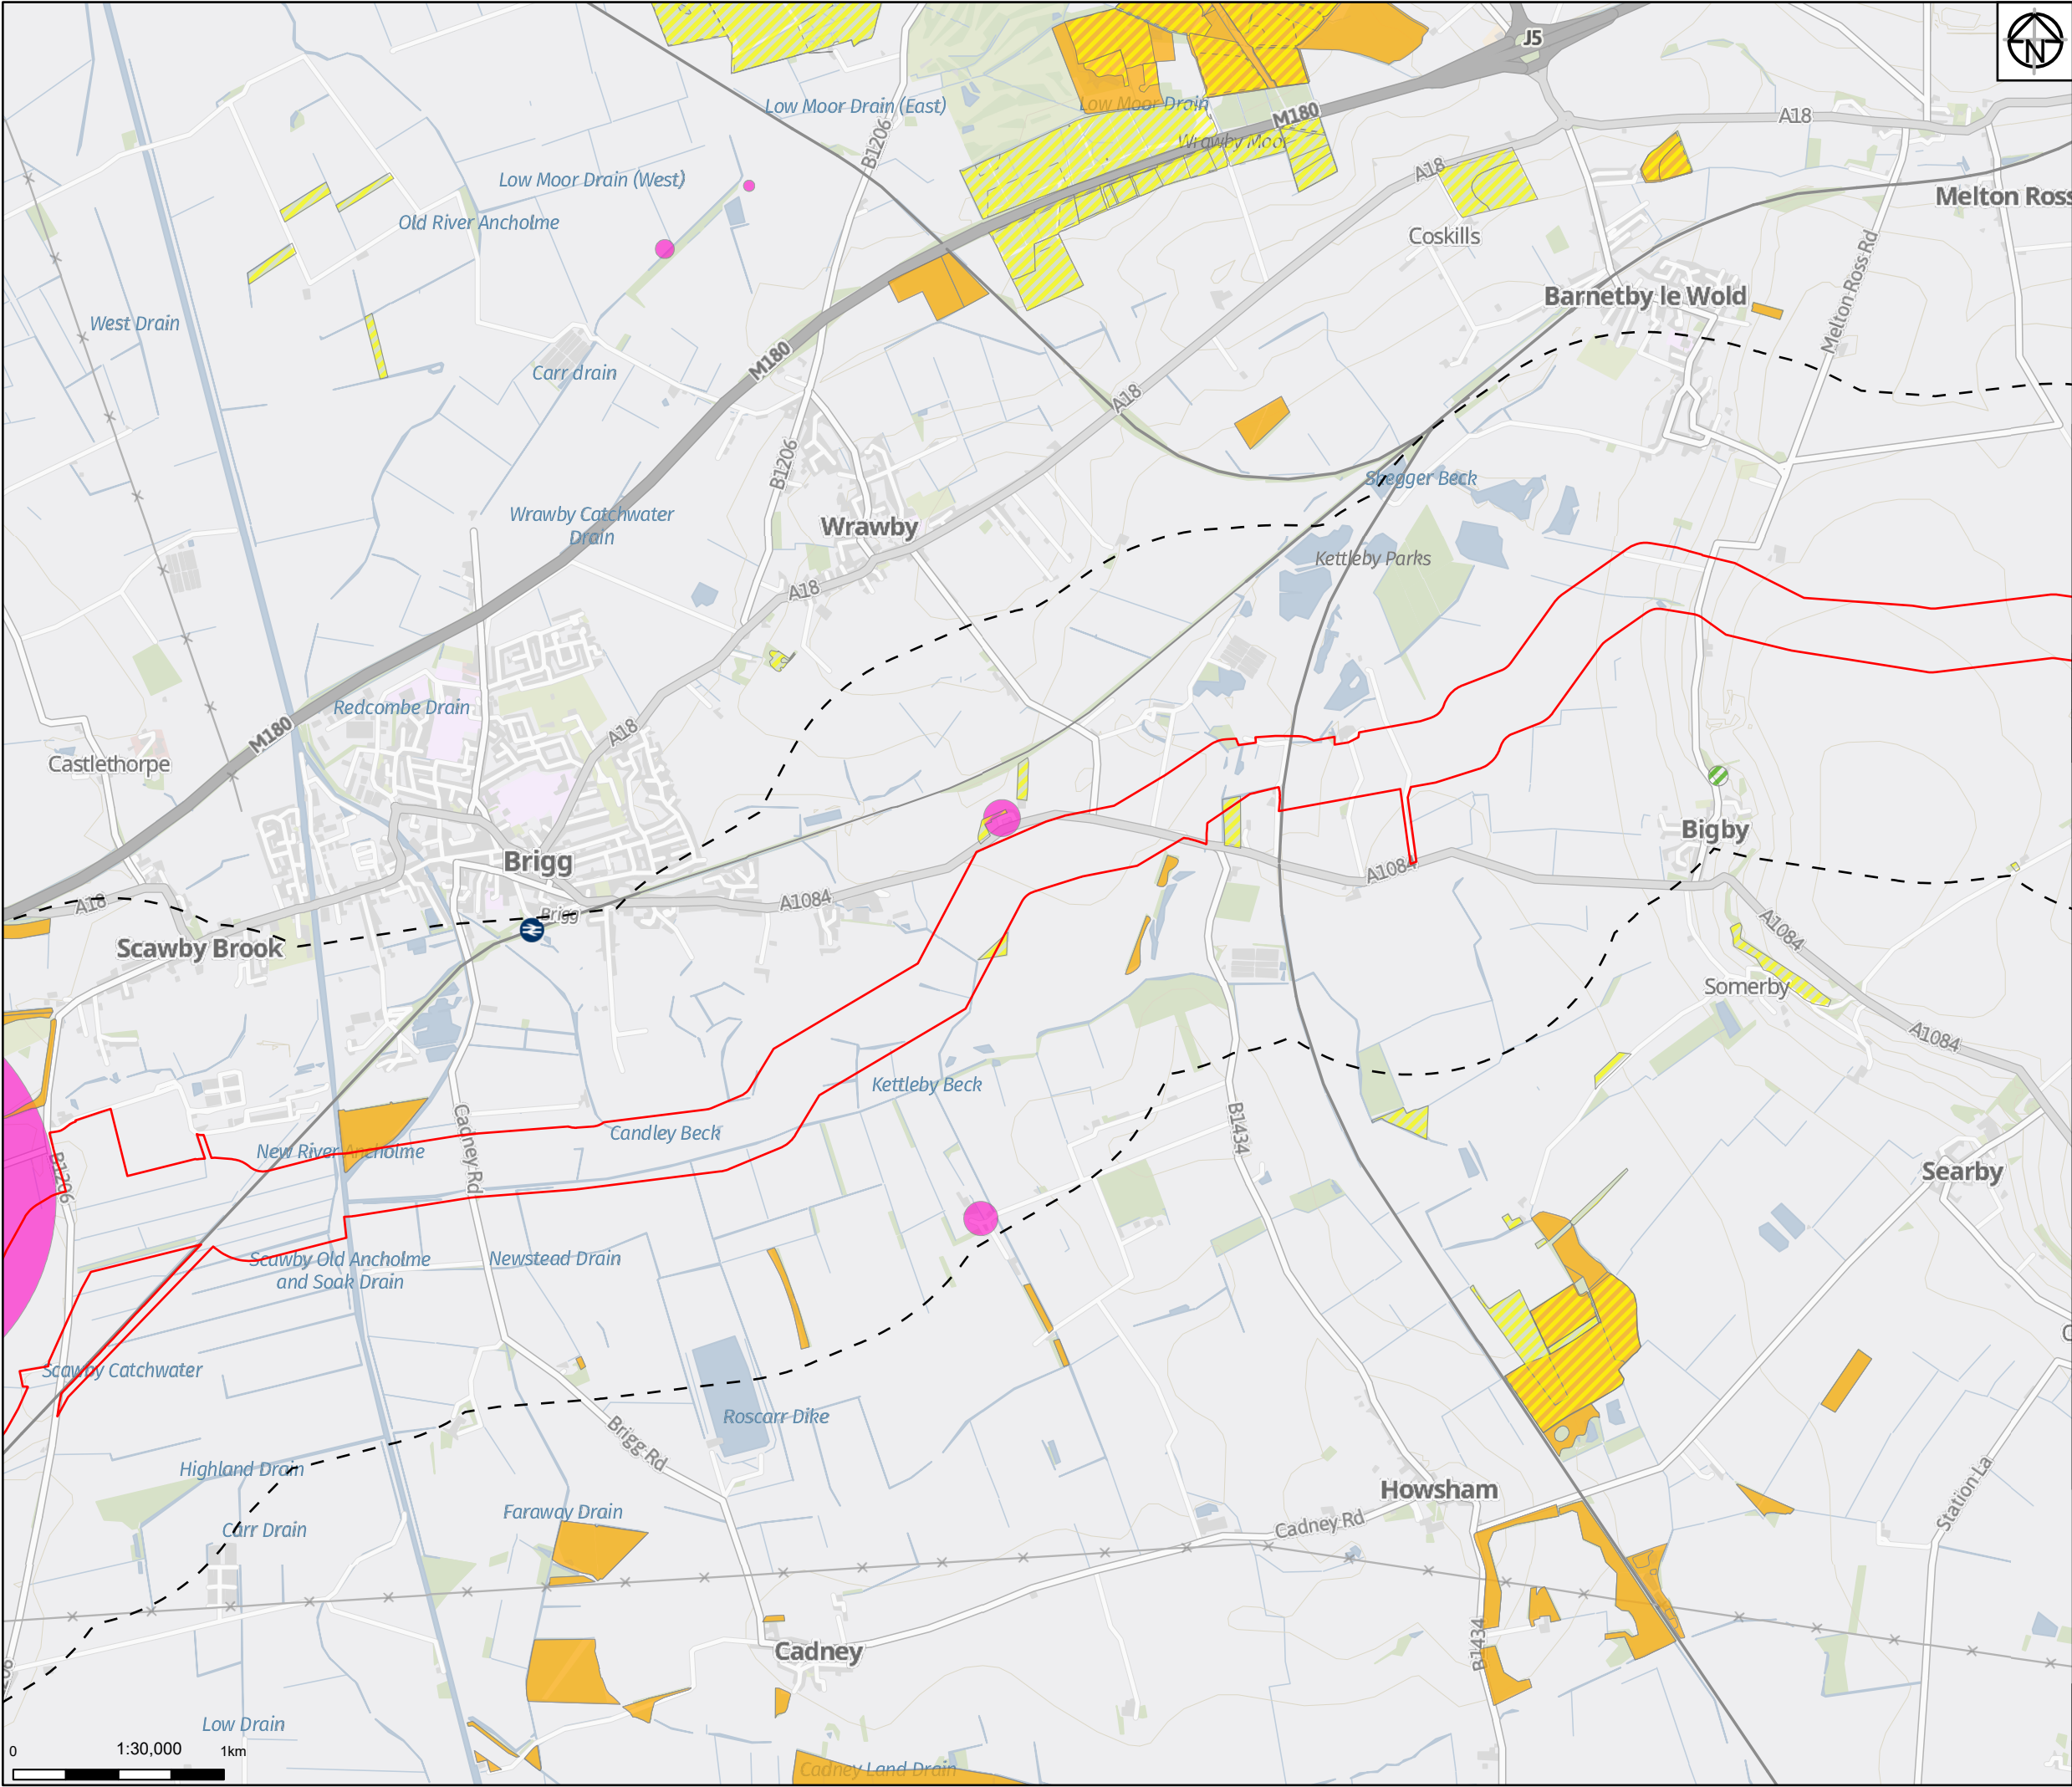 J5
N
Low Moor Drain (East)
Low Moor Drain
M180
A18
B1206
Wrawby Moor
A18
Low Moor Drain (West)
Melton Ross
Old River Ancholme
Coskills
Melton Ross Rd
Barnetby le Wold
West Drain
M180
Carr drain
A18
B1206
Skegger Beck
Wrawby Catchwater
Drain
Wrawby
Kettleby Parks
A18
Redcombe Drain
M180
A18
Castlethorpe
Bigby
Brigg
A1084
A1084
A18
Brigg
A1084
Scawby Brook
Somerby
A1084
Kettleby Beck
Cadney Rd
B1434
Candley Beck
New River Ancholme
B1206
Searby
Scawby Old Ancholme
and Soak Drain
Newstead Drain
Scawby Catchwater
Roscarr Dike
Brigg Rd
Highland Drain
Howsham
Station La
Faraway Drain
Cadney Rd
Carr Drain
B1434
Cadney
Low Drain
0 1:30,000 1km
Cadney Land Drain